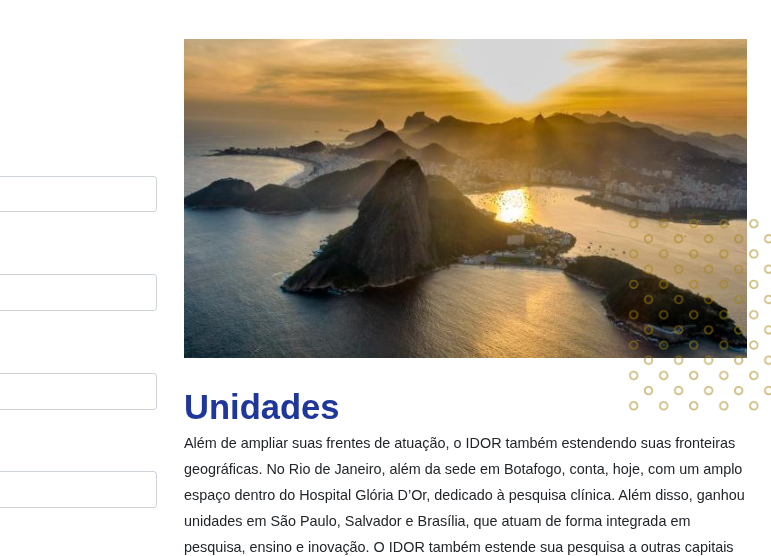 Unidades
Além de ampliar suas frentes de atuação, o IDOR também estendendo suas fronteiras
geográficas. No Rio de Janeiro, além da sede em Botafogo, conta, hoje, com um amplo
espaço dentro do Hospital Glória D’Or, dedicado à pesquisa clínica. Além disso, ganhou
unidades em São Paulo, Salvador e Brasília, que atuam de forma integrada em
pesquisa, ensino e inovação. O IDOR também estende sua pesquisa a outras capitais